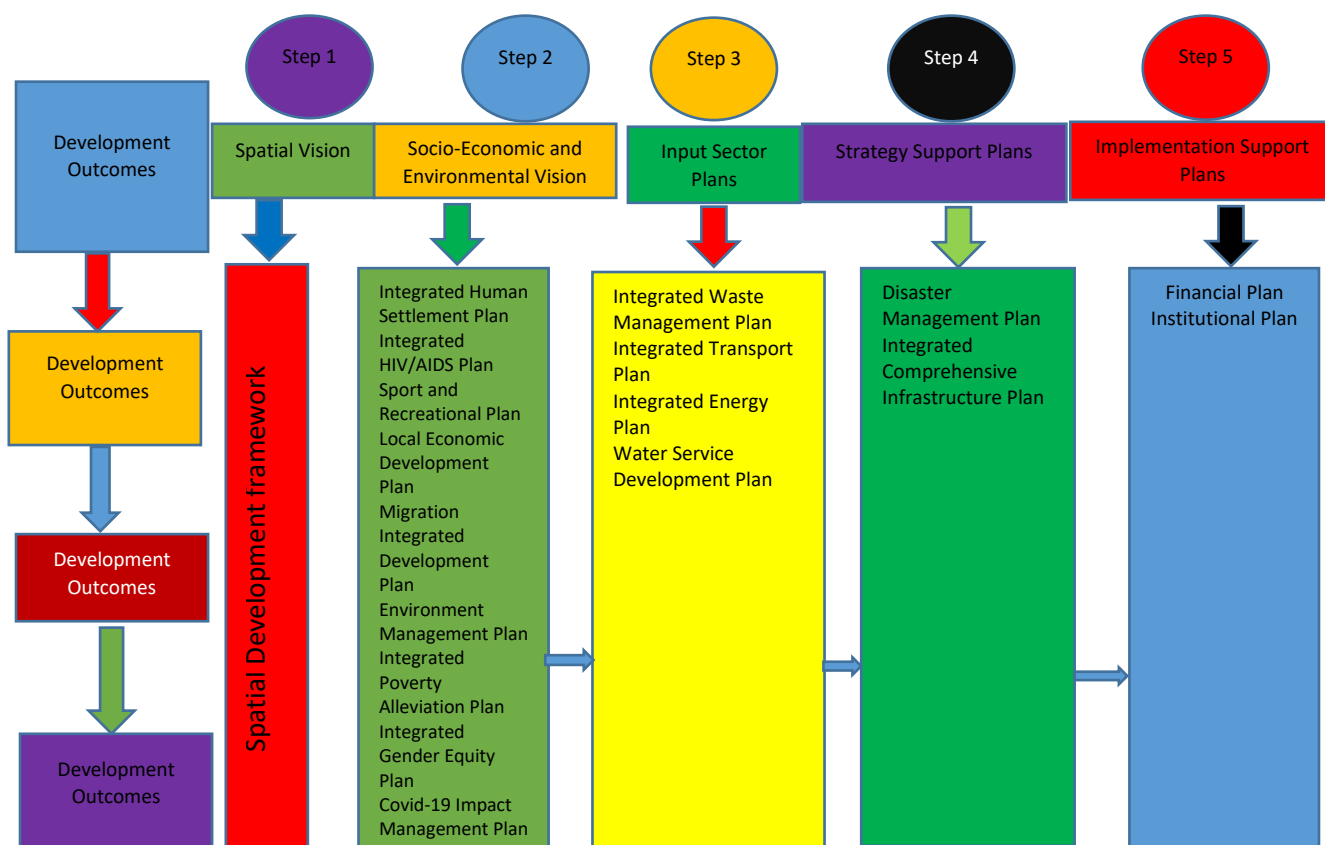 Step 1
Step 2
Step 3
Step 4
Step 5
Development
Outcomes
Spatial Vision
Socio-Economic and
Environmental Vision
Input Sector
Plans
Strategy Support Plans
Implementation Support
Plans
Development
Outcomes
Development
Outcomes
Development
Outcomes
Spatial Development framework
Integrated Human
Settlement Plan
Integrated
HIV/AIDS Plan
Sport and
Recreational Plan
Local Economic
Development
Plan
Migration
Integrated
Development
Plan
Environment
Management Plan
Integrated
Poverty
Alleviation Plan
Integrated
Gender Equity
Plan
Covid-19 Impact
Management Plan
Integrated Waste
Management Plan
Integrated Transport
Plan
Integrated Energy
Plan
Water Service
Development Plan
Disaster
Management Plan
Integrated
Comprehensive
Infrastructure Plan
Financial Plan
Institutional Plan